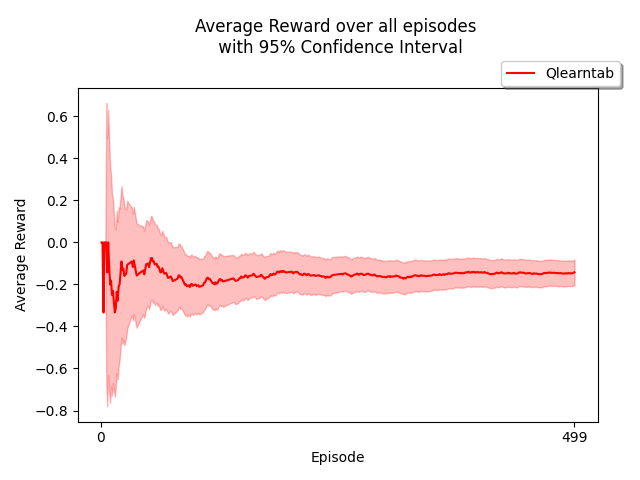 Average Reward over all episodes
with 95% Confidence Interval
Qlearntab
0.6
0.4
0.2
0.0
−0.2
−0.4
−0.6
−0.8
Average Reward
0
499
Episode